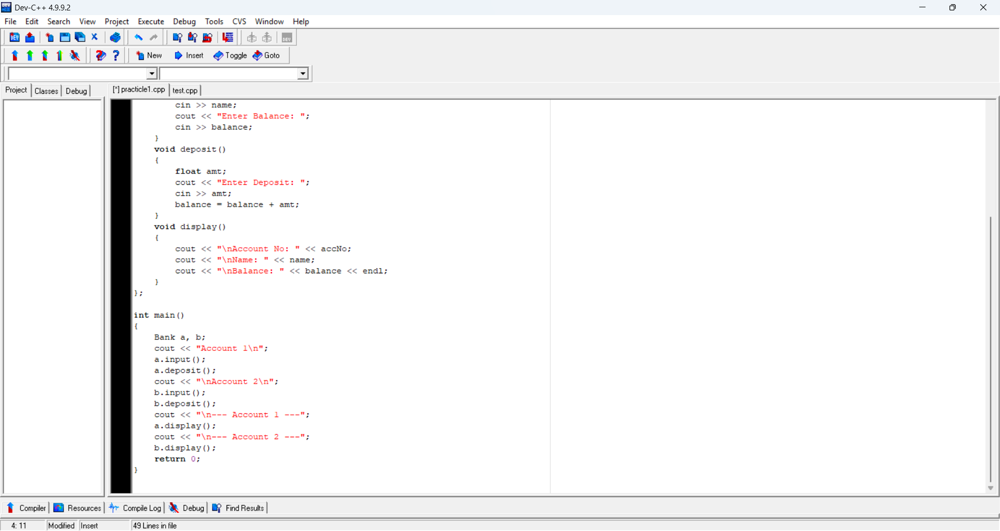 Dev-C++ 4.9.9.2
File Edit Search View Project Execute Debug Tools CVS Window Help
New Insert Toggle Goto
Project Classes Debug [*] practicle1.cpp test.cpp
cin >> name;
cout << "Enter Balance: ";
cin >> balance;
}
void deposit()
{
float amt;
cout << "Enter Deposit: ";
cin >> amt;
balance = balance + amt;
}
void display()
{
cout << "\nAccount No: " << accNo;
cout << "\nName: " << name;
cout << "\nBalance: " << balance << endl;
}
};
int main()
{
Bank a, b;
cout << "Account 1\n";
a.input();
a.deposit();
cout << "\nAccount 2\n";
b.input();
b.deposit();
cout << "\n--- Account 1 ---";
a.display();
cout << "\n--- Account 2 ---";
b.display();
return 0;
}
Compiler Resources Compile Log Debug Find Results
4: 11 Modified Insert 49 Lines in file